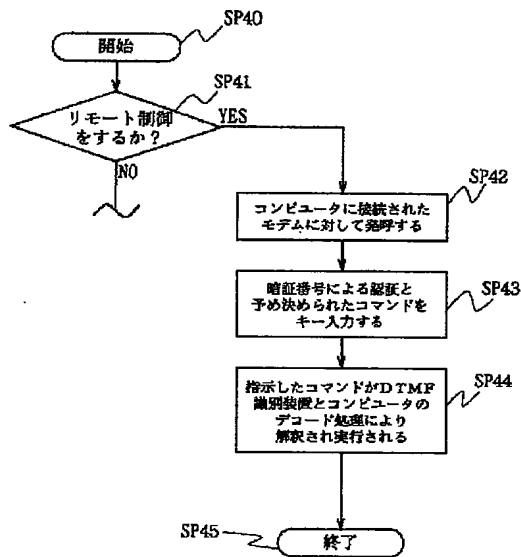 SP40
開始
SP41
リモート制御
をするか？
YES
NO
SP42
コンピュータに接続された
モデムに対して発呼する
暗証番号による認証と
予め決められたコマンドを
キー入力する
SP43
指示したコマンドがDTMF
識別装置とコンピュータの
デコード処理により
解釈され実行される
SP44
SP45
終了